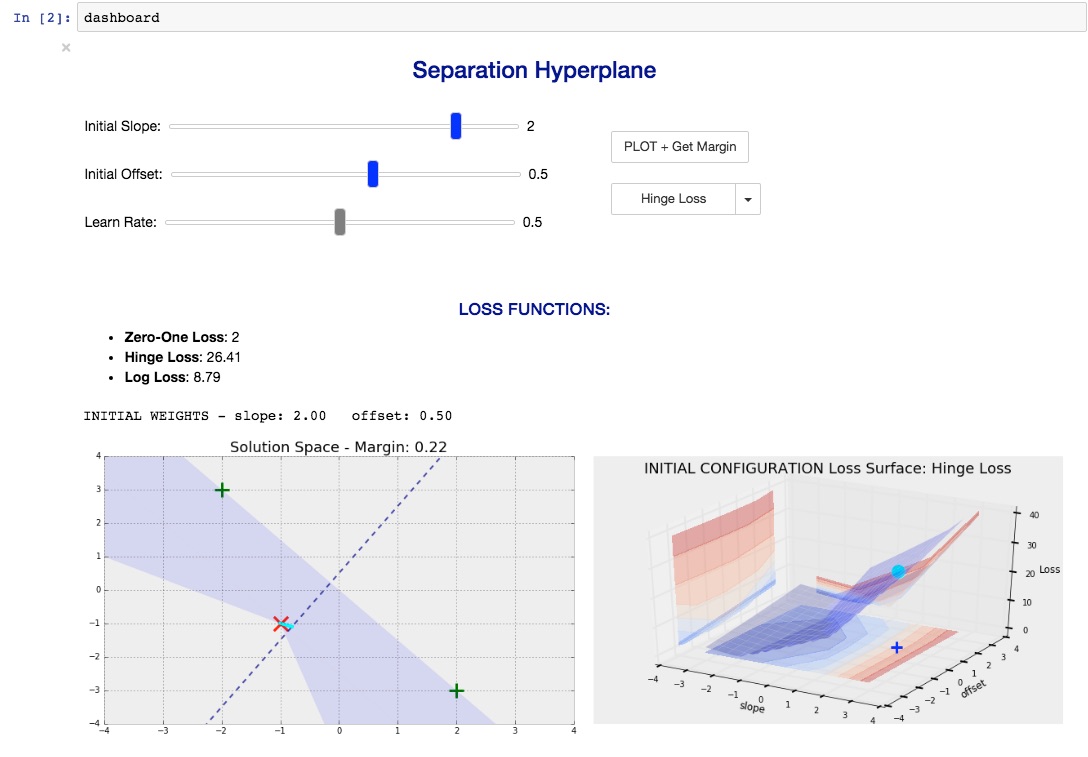 In [2]: dashboard
×
Separation Hyperplane
Initial Slope: 2
PLOT + Get Margin
Initial Offset: 0.5
Hinge Loss
Learn Rate: 0.5
LOSS FUNCTIONS:
• Zero-One Loss: 2
• Hinge Loss: 26.41
• Log Loss: 8.79
INITIAL WEIGHTS - slope: 2.00 offset: 0.50
Solution Space - Margin: 0.22
4
3
2
1
0
−1
−2
−3
−4
−4 −3 −2 −1 0 1 2 3 4
INITIAL CONFIGURATION Loss Surface: Hinge Loss
40
30
20
10
0
Loss
−4 −3 −2 −1 0 1 2 3 4
slope
−4 −3 −2 −1 0 1 2 3 4
offset